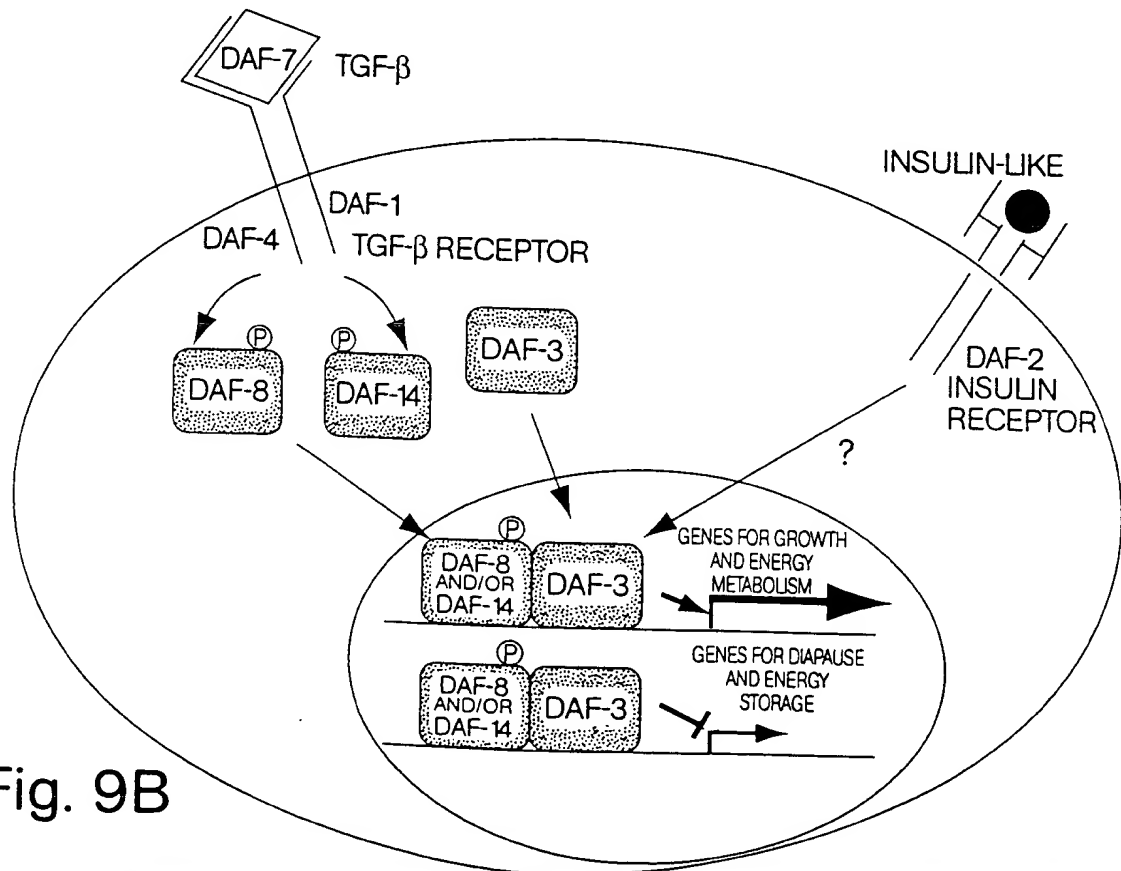 DAF-7
TGF-β
INSULIN-LIKE
DAF-1
DAF-4
TGF-β RECEPTOR
P
P
DAF-3
DAF-8
DAF-14
DAF-2
INSULIN
RECEPTOR
?
P
DAF-8
AND/OR
DAF-14
DAF-3
GENES FOR GROWTH
AND ENERGY
METABOLISM
P
DAF-8
AND/OR
DAF-14
DAF-3
GENES FOR DIAPAUSE
AND ENERGY
STORAGE
Fig. 9B